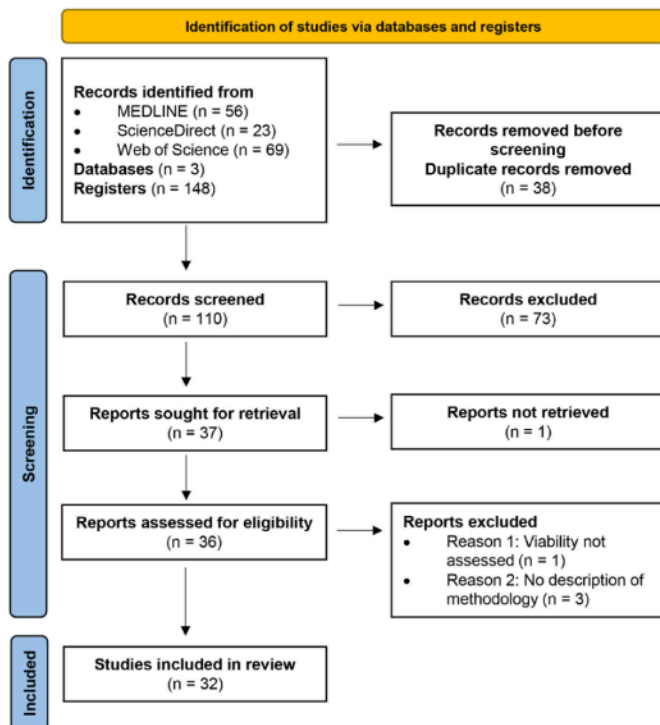 Identification of studies via databases and registers
Identification
Records identified from
• MEDLINE (n = 56)
• ScienceDirect (n = 23)
• Web of Science (n = 69)
Databases (n = 3)
Registers (n = 148)
Records removed before
screening
Duplicate records removed
(n = 38)
Screening
Records screened
(n = 110)
Records excluded
(n = 73)
Reports sought for retrieval
(n = 37)
Reports not retrieved
(n = 1)
Reports assessed for eligibility
(n = 36)
Reports excluded
• Reason 1: Viability not
assessed (n = 1)
• Reason 2: No description of
methodology (n = 3)
Included
Studies included in review
(n = 32)